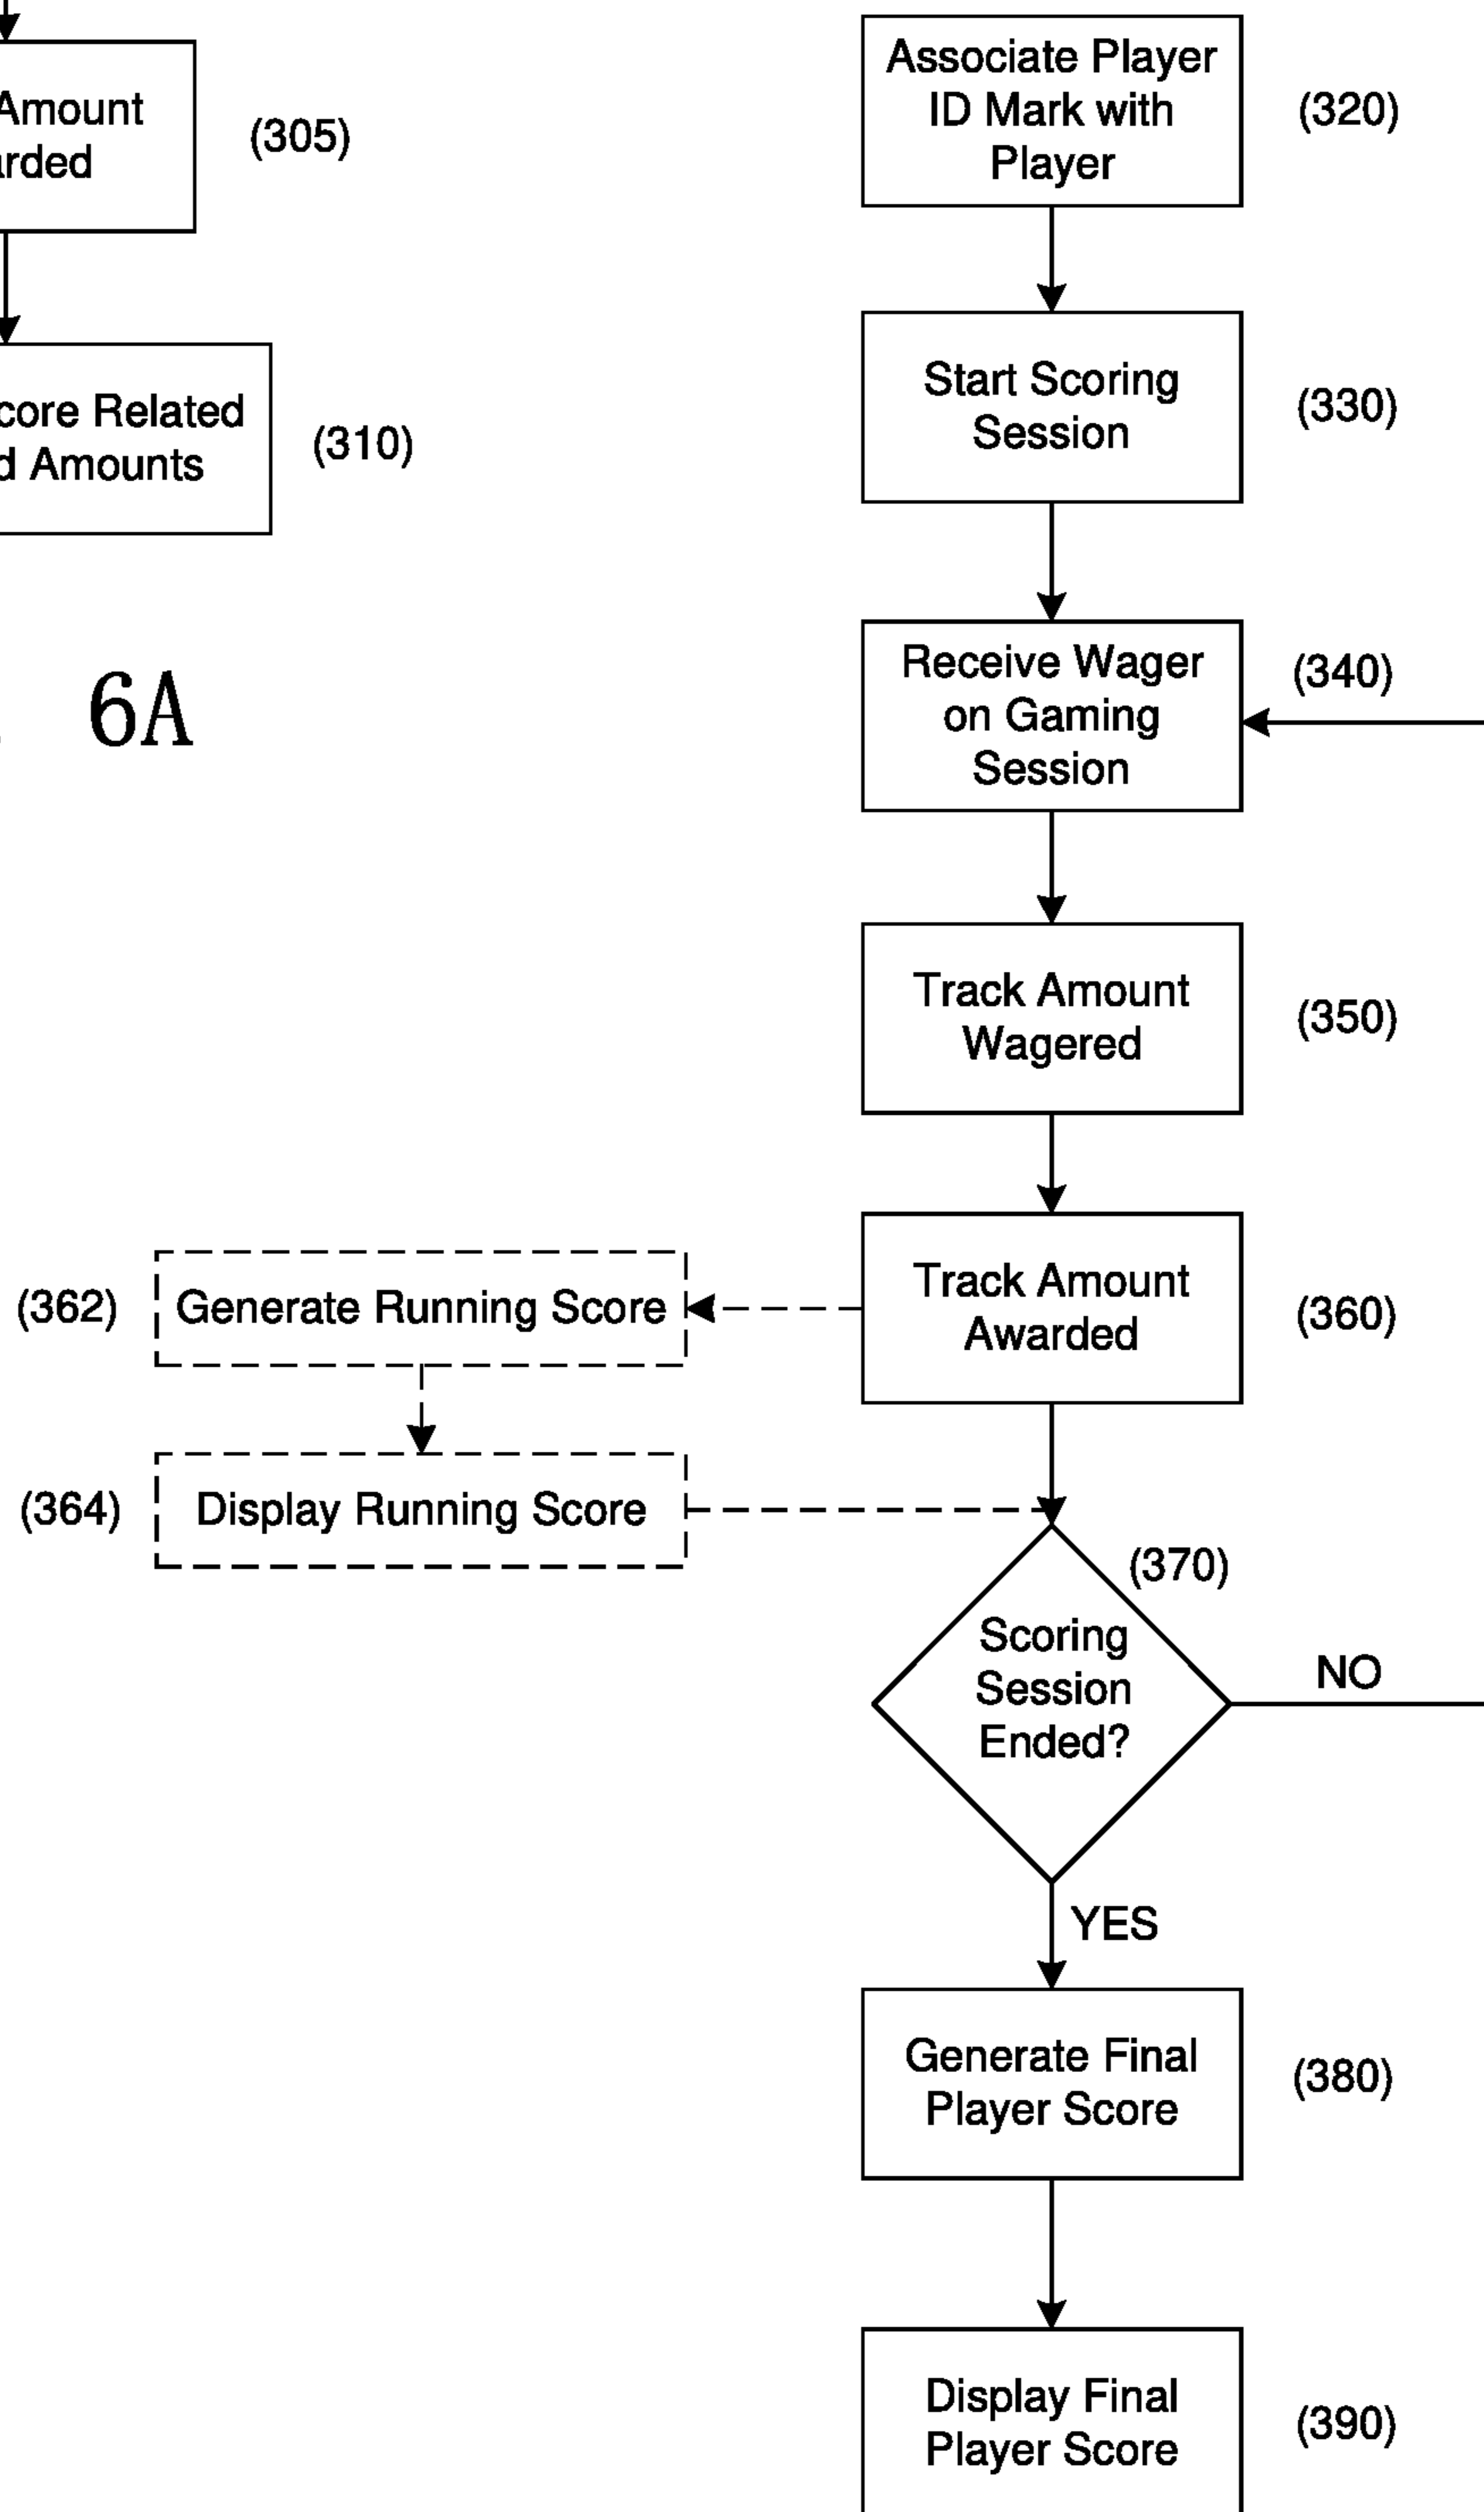 Amount
(305)
core Related
Amounts
(310)
6A
Associate Player
ID Mark with
Player
(320)
Start Scoring
Session
(330)
Receive Wager
on Gaming
Session
(340)
Track Amount
Wagered
(350)
Track Amount
Awarded
(360)
(362)
Generate Running Score
(364)
Display Running Score
(370)
Scoring
Session
Ended?
NO
YES
Generate Final
Player Score
(380)
Display Final
Player Score
(390)